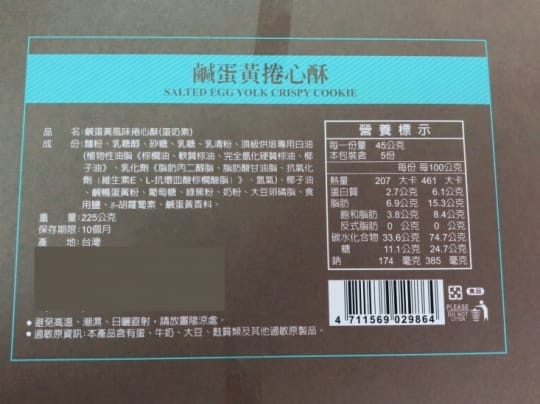 鹹蛋黃捲心酥
SALTED EGG YOLK CRISPY COOKIE
品　名:鹹蛋黃風味捲心酥(蛋奶素)
成　份:麵粉、乳糖醇、砂糖、乳糖、乳清粉、頂級烘培專用白油
(植物性油脂《棕櫚油、軟質棕油、完全氫化硬質棕油、椰
子油》、乳化劑《脂肪丙二醇酯、脂肪酸甘油酯、抗氧化
劑（維生素E、L-抗壞血酸棕櫚酸脂）》、氮氣)、椰子油
、鹹鴨蛋黃粉、葡萄糖、綠葉粉、奶粉、大豆卵磷脂、食
用鹽、β-胡蘿蔔素、鹹蛋黃香料。
重　量:225公克
保存期限:10個月
產　地:台灣
●避免高溫、潮濕、日曬直射，請放置陰涼處。
●過敏原資訊:本產品含有蛋、牛奶、大豆、麩質類及其他過敏原製品。
營養標示
每一份量 45公克
本包裝含 5份
每份 每100公克
熱量 207 大卡 461 大卡
蛋白質 2.7公克 6.1公克
脂肪 6.9公克 15.3公克
飽和脂肪 3.8公克 8.4公克
反式脂肪 0 公克 0 公克
碳水化合物 33.6公克 74.7公克
糖 11.1公克 24.7公克
鈉 174 毫克 385 毫克
4 711569 029864
PLEASE
DO NOT
LITTER